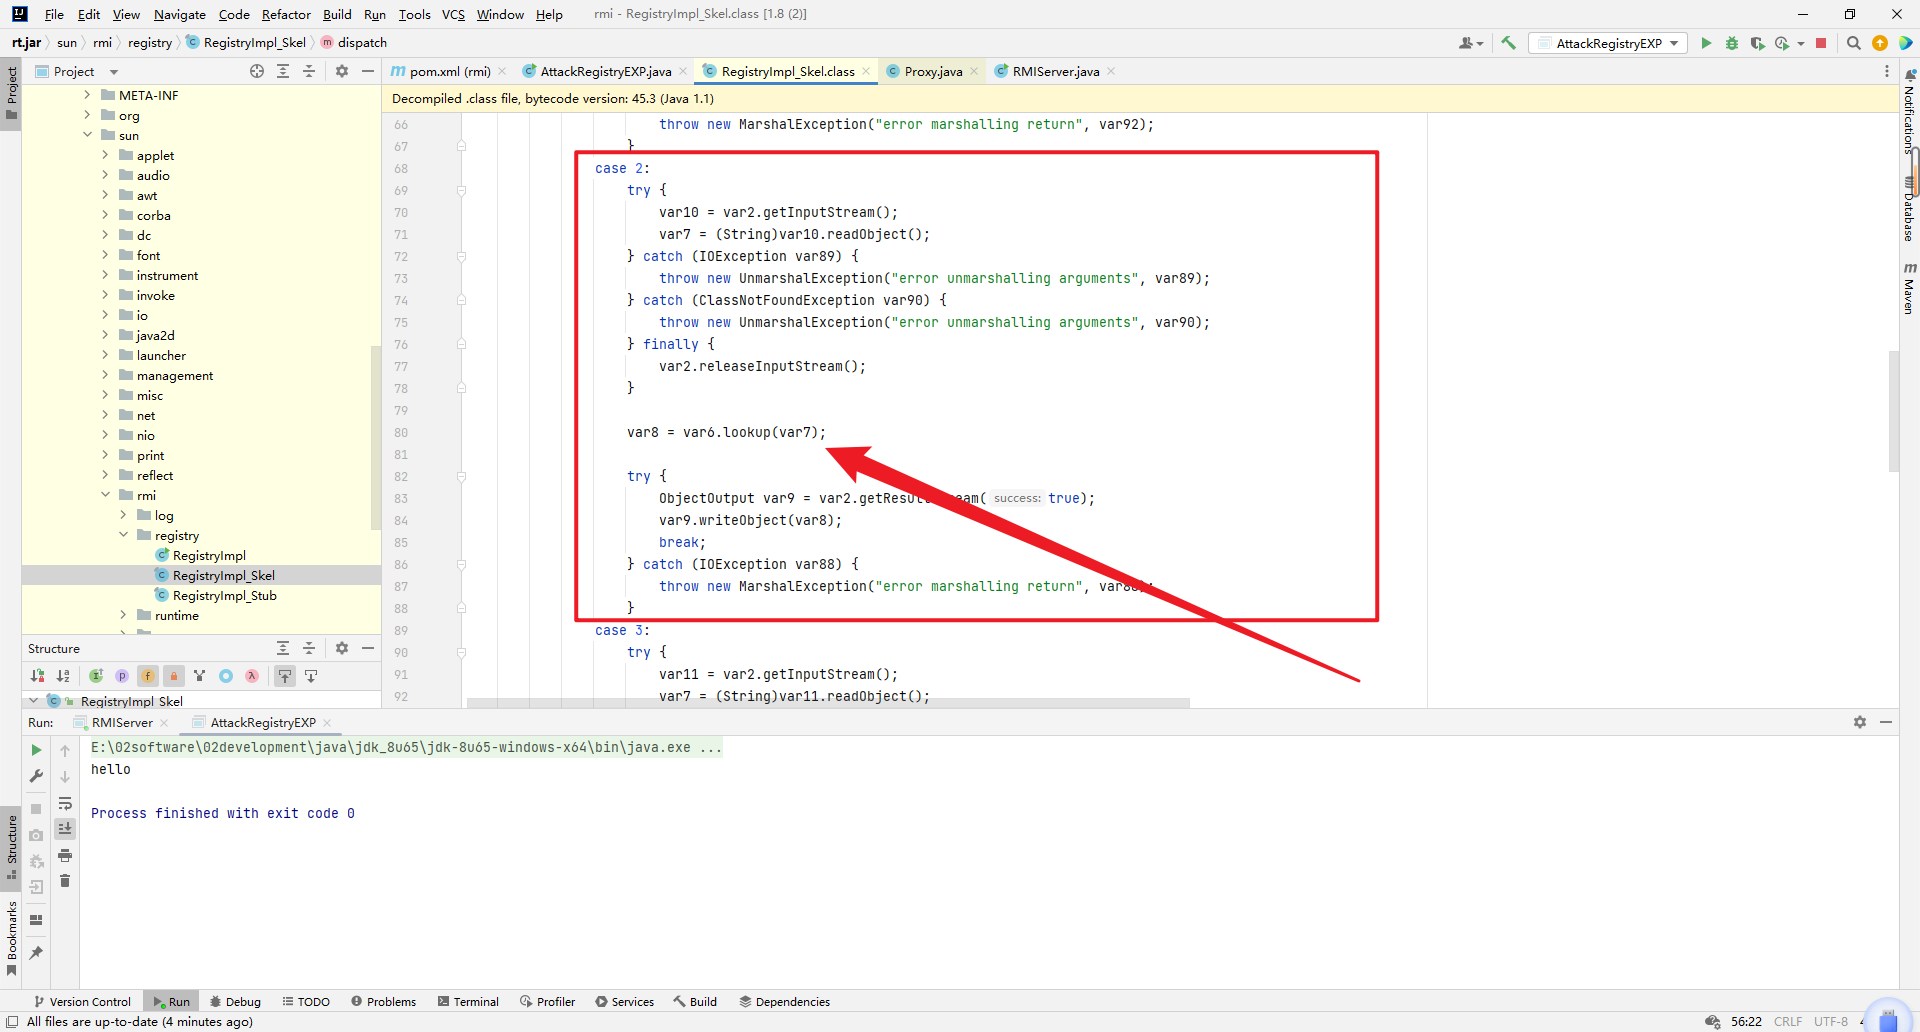 File Edit View Navigate Code Refactor Build Run Tools VCS Window Help rmi - RegistryImpl_Skel.class [1.8 (2)]
rt.jar sun rmi registry RegistryImpl_Skel dispatch AttackRegistryEXP
Project
pom.xml (rmi) AttackRegistryEXP.java RegistryImpl_Skel.class Proxy.java RMIServer.java
Decompiled .class file, bytecode version: 45.3 (Java 1.1)
Project
META-INF
org
sun
applet
audio
awt
corba
dc
font
instrument
invoke
io
java2d
launcher
management
misc
net
nio
print
reflect
rmi
log
registry
RegistryImpl
RegistryImpl_Skel
RegistryImpl_Stub
runtime
66 throw new MarshalException("error marshalling return", var92);
67 }
68 case 2:
69 try {
70 var10 = var2.getInputStream();
71 var7 = (String)var10.readObject();
72 } catch (IOException var89) {
73 throw new UnmarshalException("error unmarshalling arguments", var89);
74 } catch (ClassNotFoundException var90) {
75 throw new UnmarshalException("error unmarshalling arguments", var90);
76 } finally {
77 var2.releaseInputStream();
78 }
79
80 var8 = var6.lookup(var7);
81
82 try {
83 ObjectOutput var9 = var2.getResultStream( success: true);
84 var9.writeObject(var8);
85 break;
86 } catch (IOException var88) {
87 throw new MarshalException("error marshalling return", var88);
88 }
89 case 3:
90 try {
91 var11 = var2.getInputStream();
92 var7 = (String)var11.readObject();
Notifications
Database
Maven
Structure
RegistryImpl_Skel
Run: RMIServer AttackRegistryEXP
E:\02software\02development\java\jdk_8u65\jdk-8u65-windows-x64\bin\java.exe ...
hello
Process finished with exit code 0
Structure
Bookmarks
Version Control Run Debug TODO Problems Terminal Profiler Services Build Dependencies
All files are up-to-date (4 minutes ago) 56:22 CRLF UTF-8